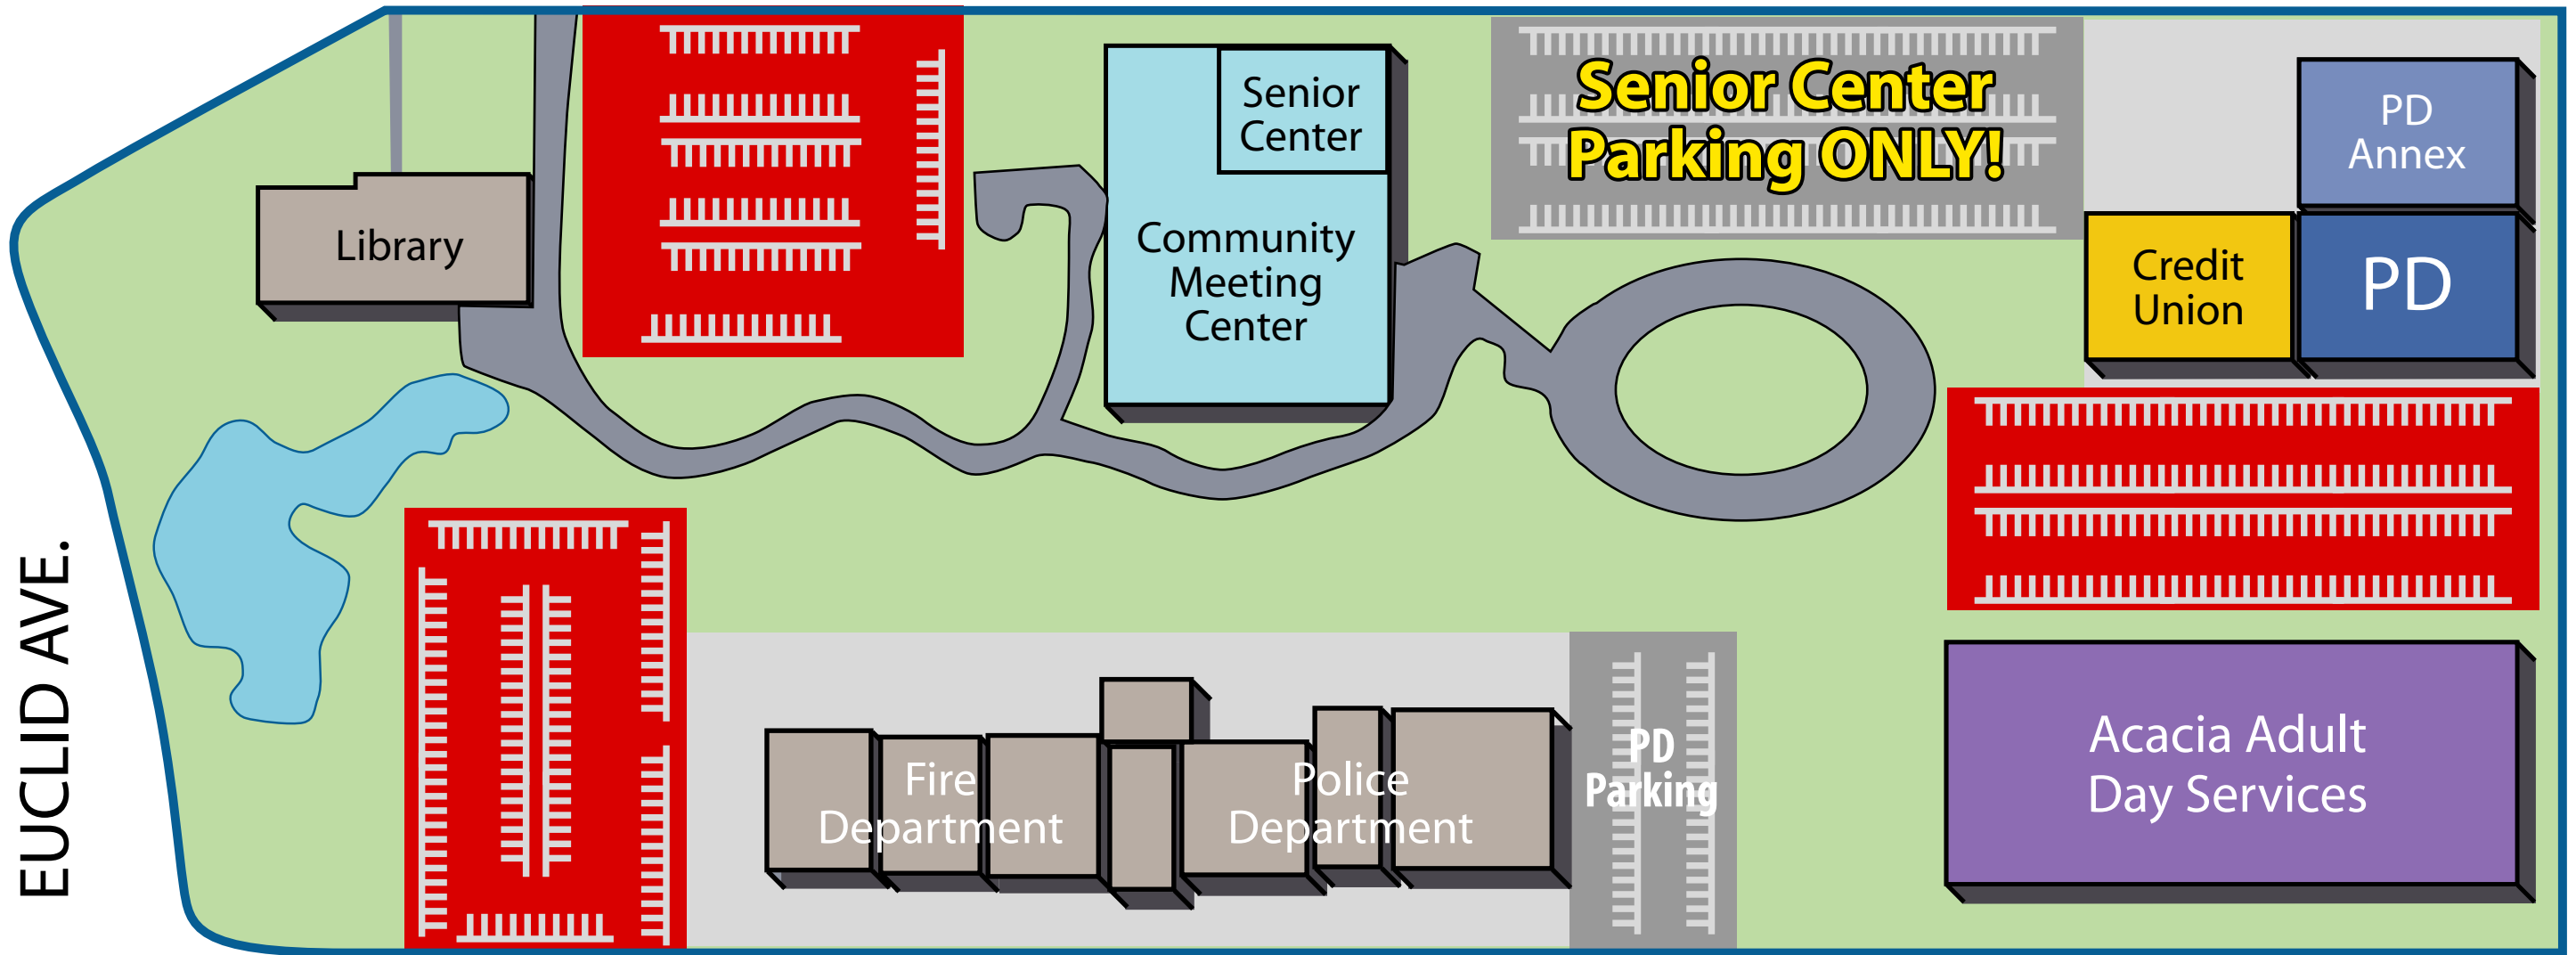 Senior
Center
Senior Center
Parking ONLY!
PD
Annex
Library
Community
Meeting
Center
Credit
Union
PD
EUCLID AVE.
Fire
Department
Police
Department
PD
Parking
Acacia Adult
Day Services